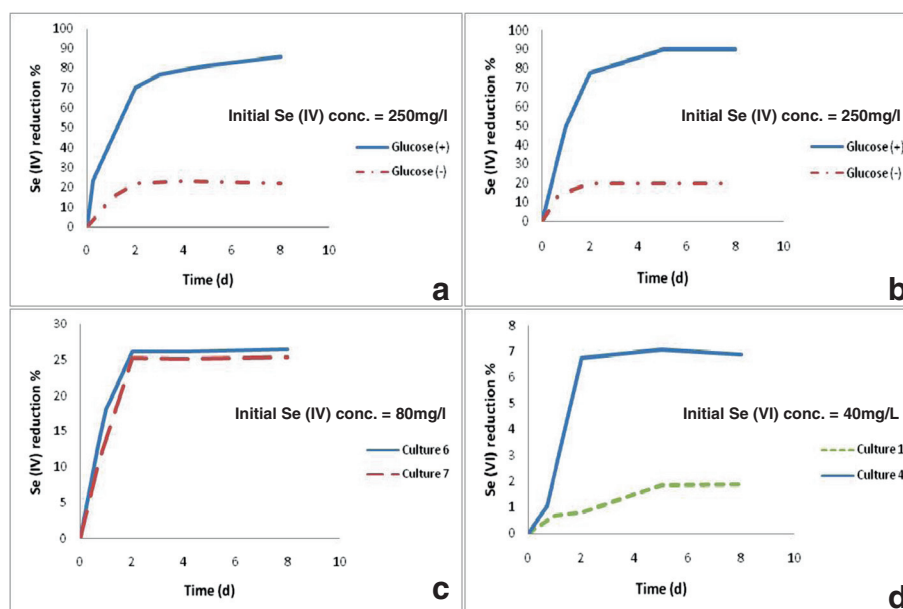 Se (IV) reduction %
100
90
80
70
60
50
40
30
20
10
0
Initial Se (IV) conc. = 250mg/l
Glucose (+)
Glucose (-)
0 2 4 6 8 10
Time (d)
a
Se (IV) reduction %
100
90
80
70
60
50
40
30
20
10
0
Initial Se (IV) conc. = 250mg/l
Glucose (+)
Glucose (-)
0 2 4 6 8 10
Time (d)
b
Se (IV) reduction %
30
25
20
15
10
5
0
Initial Se (IV) conc. = 80mg/l
Culture 6
Culture 7
0 2 4 6 8 10
Time (d)
c
Se (VI) reduction %
8
7
6
5
4
3
2
1
0
Initial Se (VI) conc. = 40mg/L
Culture 1
Culture 4
0 2 4 6 8 10
Time (d)
d